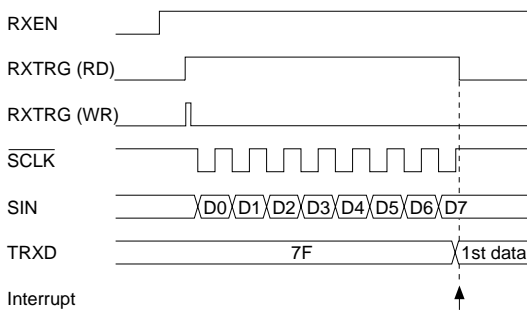 RXEN
RXTRG (RD)
RXTRG (WR)
SCLK
SIN D0 D1 D2 D3 D4 D5 D6 D7
TRXD 7F 1st data
Interrupt